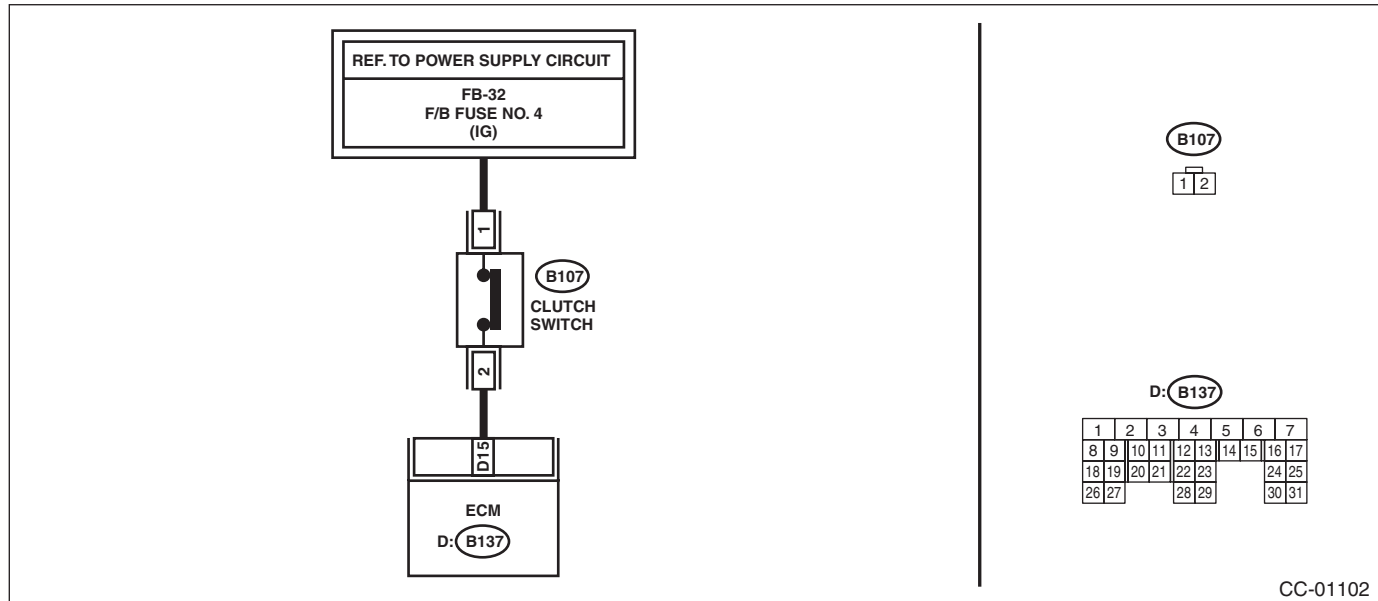 REF. TO POWER SUPPLY CIRCUIT
FB-32
F/B FUSE NO. 4
(IG)
1
B107
CLUTCH
SWITCH
2
D15
ECM
D: B137
B107
1 2
D: B137
1 2 3 4 5 6 7
8 9 10 11 12 13 14 15 16 17
18 19 20 21 22 23 24 25
26 27 28 29 30 31
CC-01102